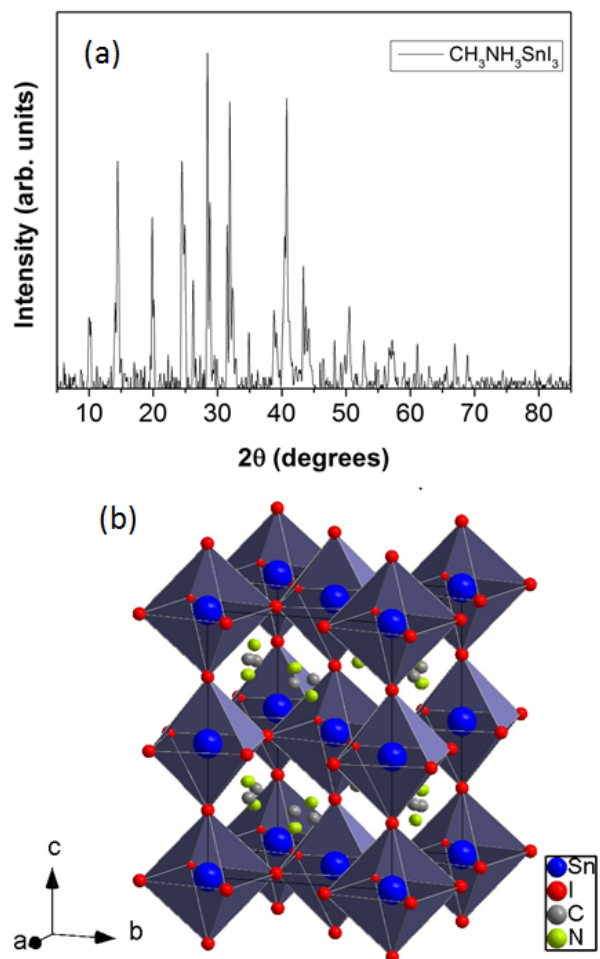 (a)
CH₃NH₃SnI₃
Intensity (arb. units)
10 20 30 40 50 60 70 80
2θ (degrees)
(b)
c
a
b
Sn
I
C
N